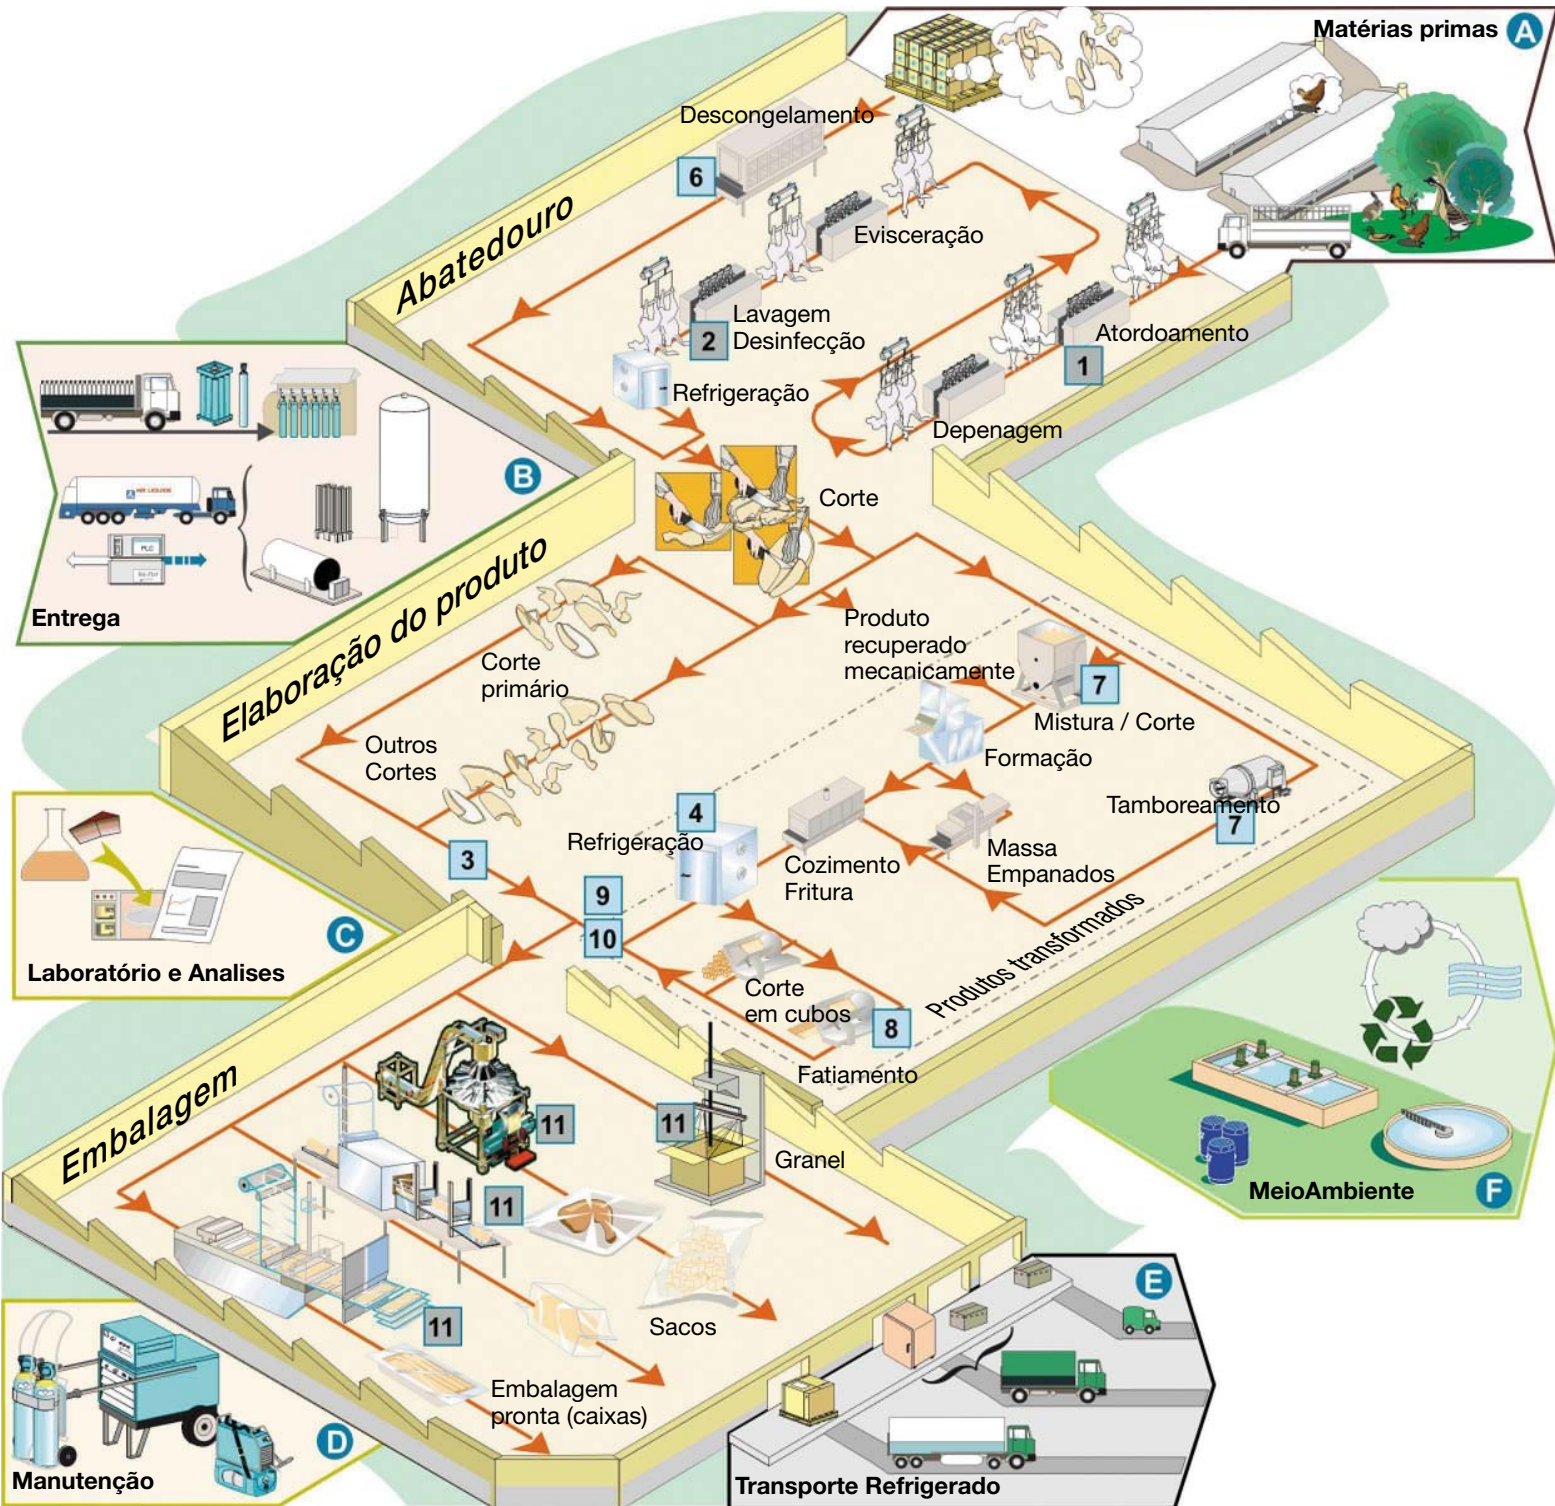 Matérias primas A
Descongelamento
6
Abatedouro
Evisceração
Lavagem
Desinfecção
2
Atordoamento
1
Refrigeração
Depenagem
B
AIR LIQUIDE
PLC
Entrega
Corte
Elaboração do produto
Produto
recuperado
mecanicamente
Corte
primário
7
Mistura / Corte
Outros
Cortes
Formação
Tamboreamento
7
4
Refrigeração
3
Cozimento
Fritura
Massa
Empanados
9
10
C
Laboratório e Analises
Corte
em cubos
8
Produtos transformados
Fatiamento
Embalagem
11
11
Granel
11
MeioAmbiente F
11
Sacos
E
Embalagem
pronta (caixas)
D
Manutenção
Transporte Refrigerado